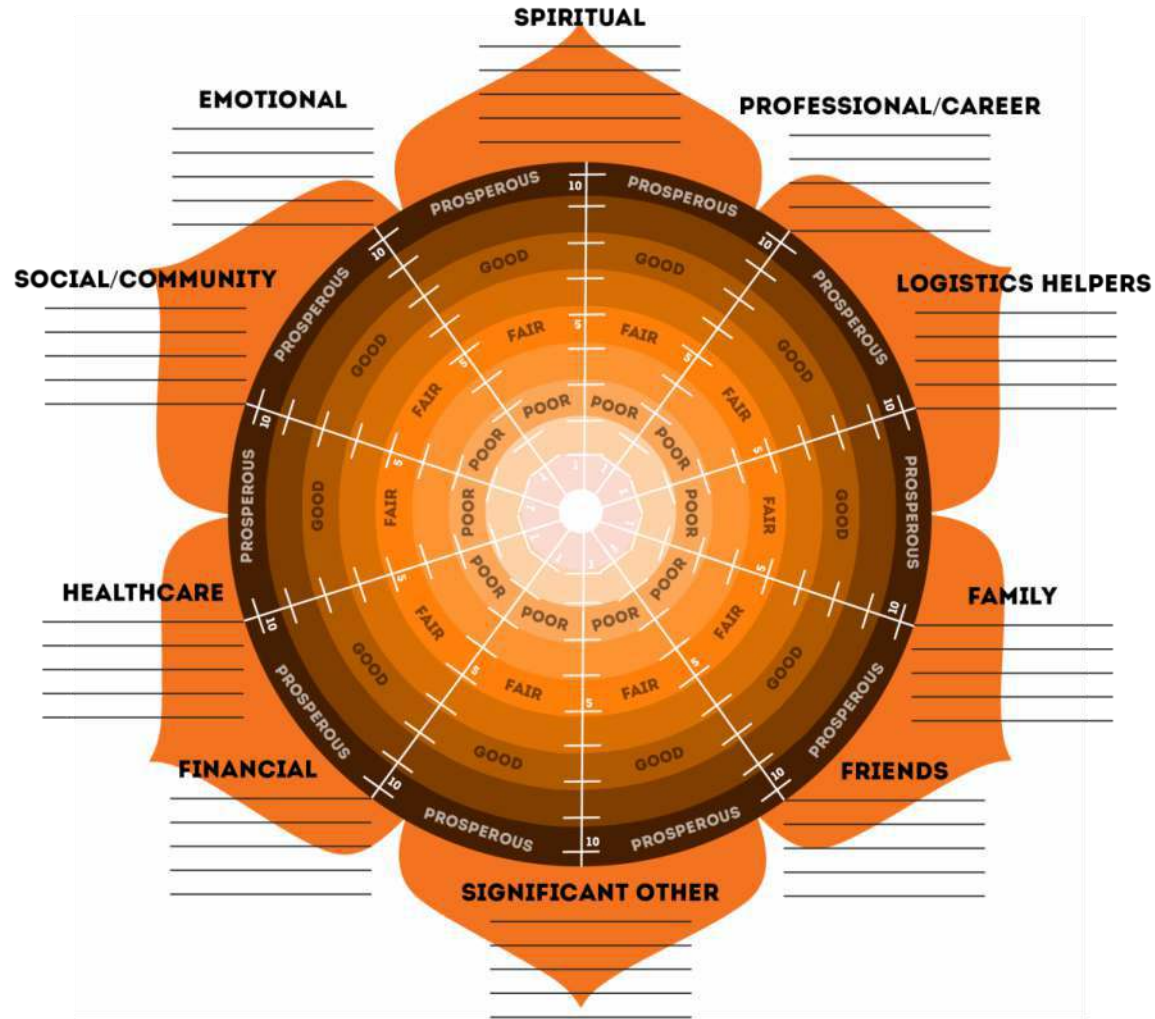 SPIRITUAL
EMOTIONAL
PROFESSIONAL/CAREER
SOCIAL/COMMUNITY
LOGISTICS HELPERS
HEALTHCARE
FAMILY
FINANCIAL
FRIENDS
SIGNIFICANT OTHER
PROSPEROUS
PROSPEROUS
PROSPEROUS
PROSPEROUS
PROSPEROUS
PROSPEROUS
PROSPEROUS
PROSPEROUS
PROSPEROUS
PROSPEROUS
GOOD
GOOD
GOOD
GOOD
GOOD
GOOD
GOOD
GOOD
GOOD
GOOD
FAIR
FAIR
FAIR
FAIR
FAIR
FAIR
FAIR
FAIR
FAIR
FAIR
POOR
POOR
POOR
POOR
POOR
POOR
POOR
POOR
POOR
POOR
10
10
10
10
10
10
10
10
10
10
5
5
5
5
5
5
5
5
5
5
1